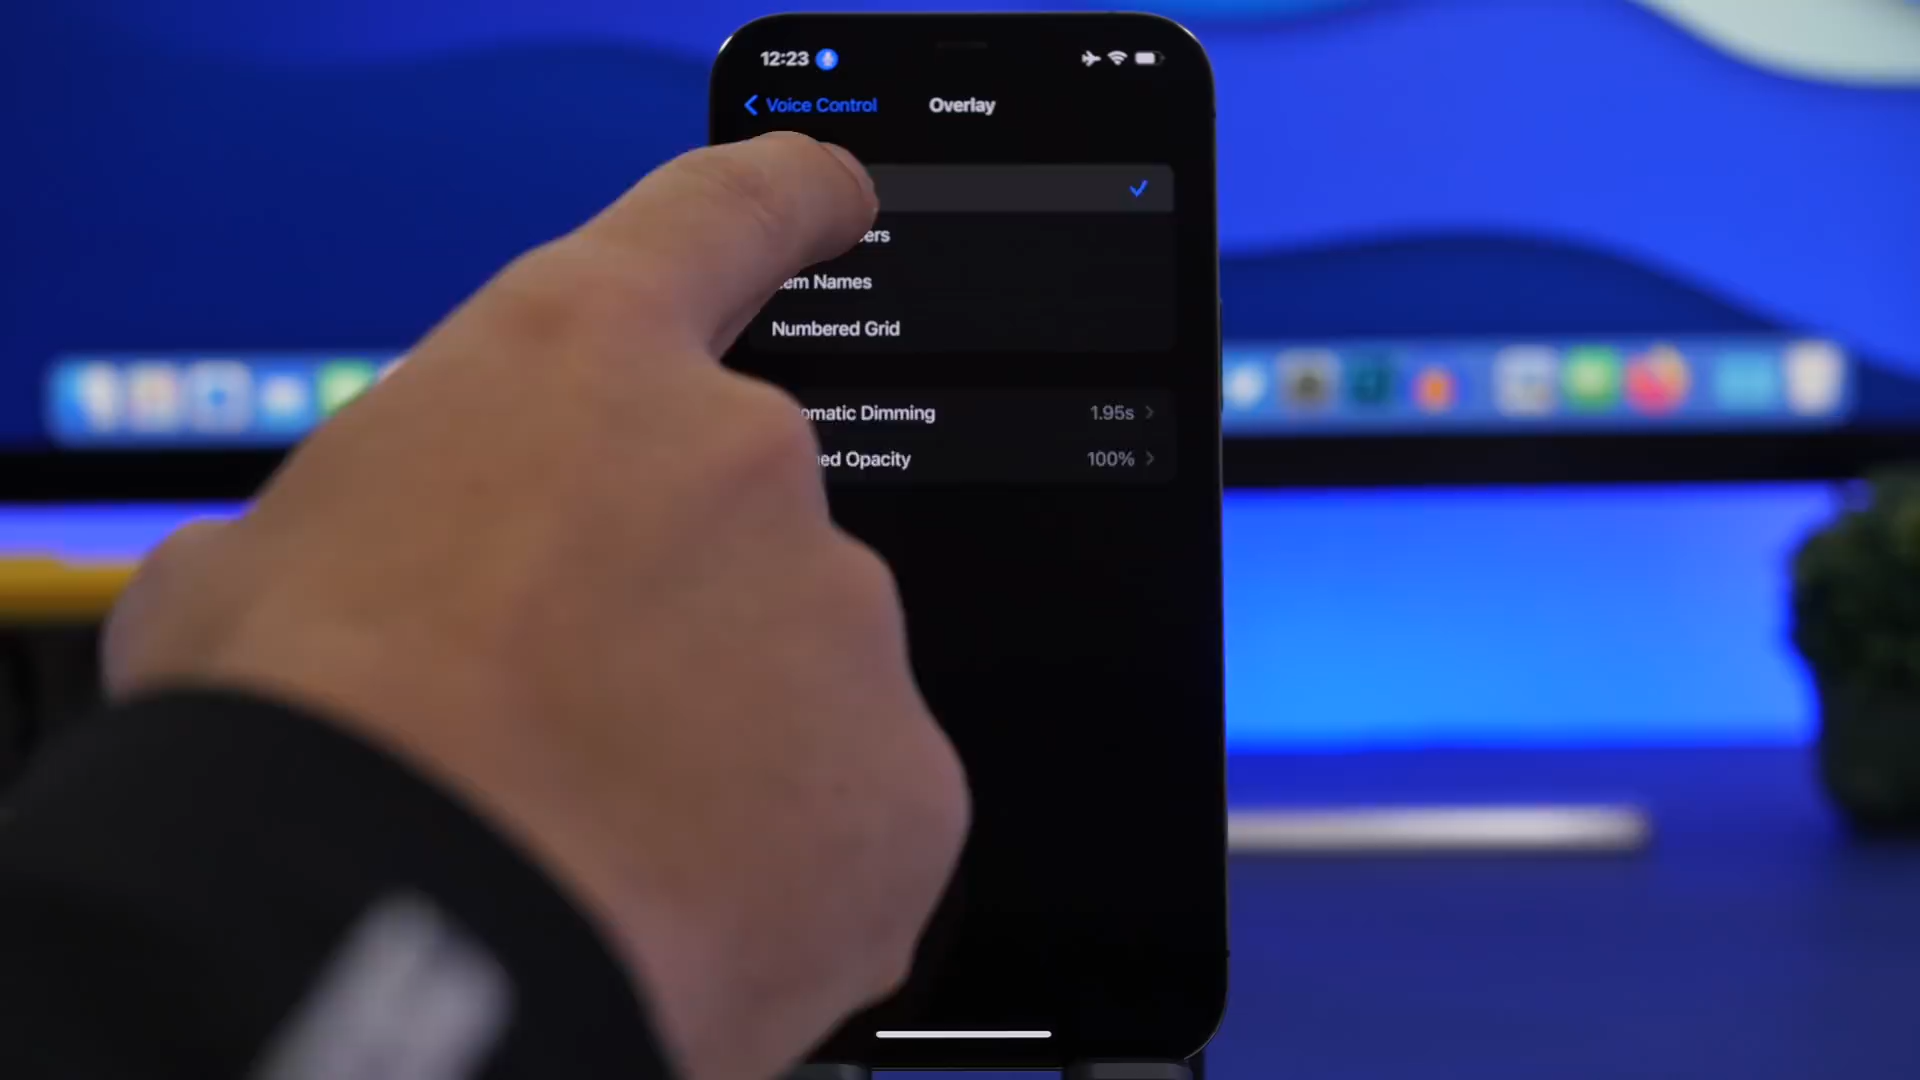 12:23
Voice Control
Overlay
ers
em Names
Numbered Grid
omatic Dimming 1.95s
ed Opacity 100%